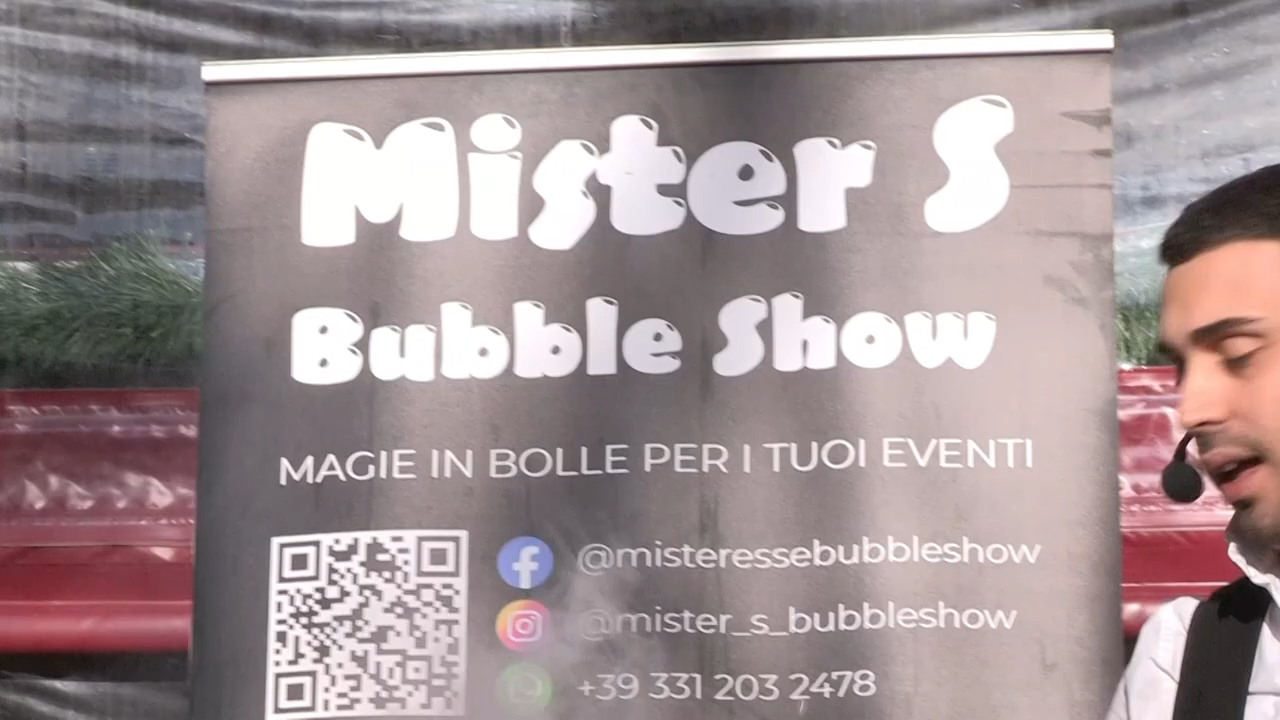 Mister S
Bubble Show
MAGIE IN BOLLE PER I TUOI EVENTI
@misteressebubbleshow
@mister_s_bubbleshow
+39 331 203 2478